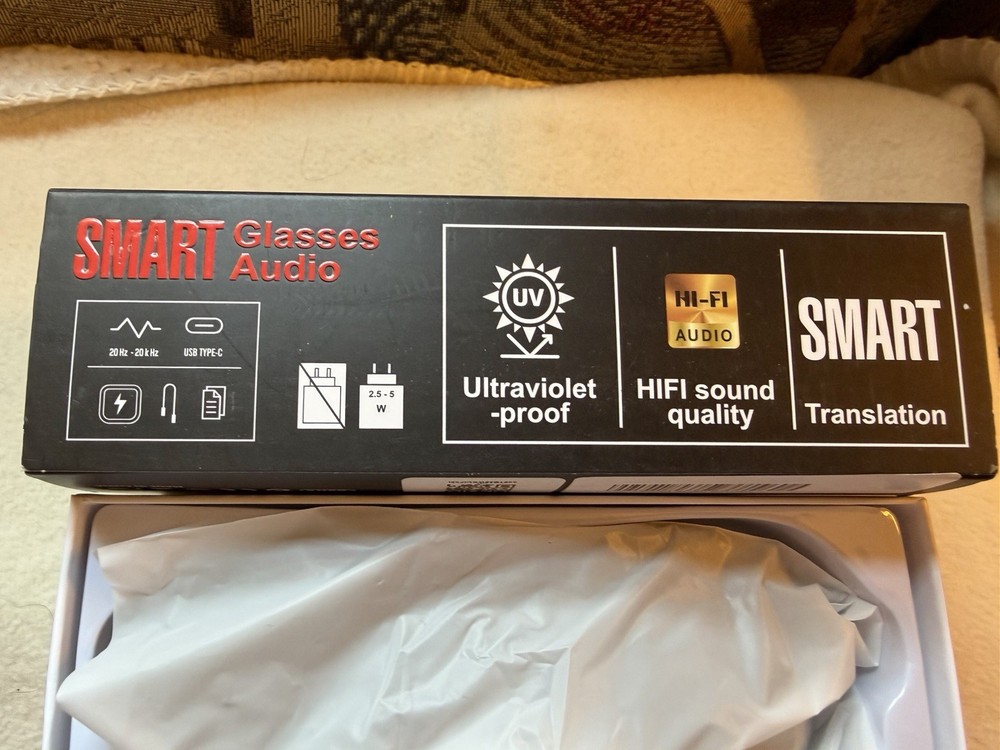 SMART Glasses
Audio
20 Hz - 20 kHz
USB TYPE-C
2.5 - 5
W
UV
Ultraviolet
-proof
HI-FI
AUDIO
HIFI sound
quality
SMART
Translation